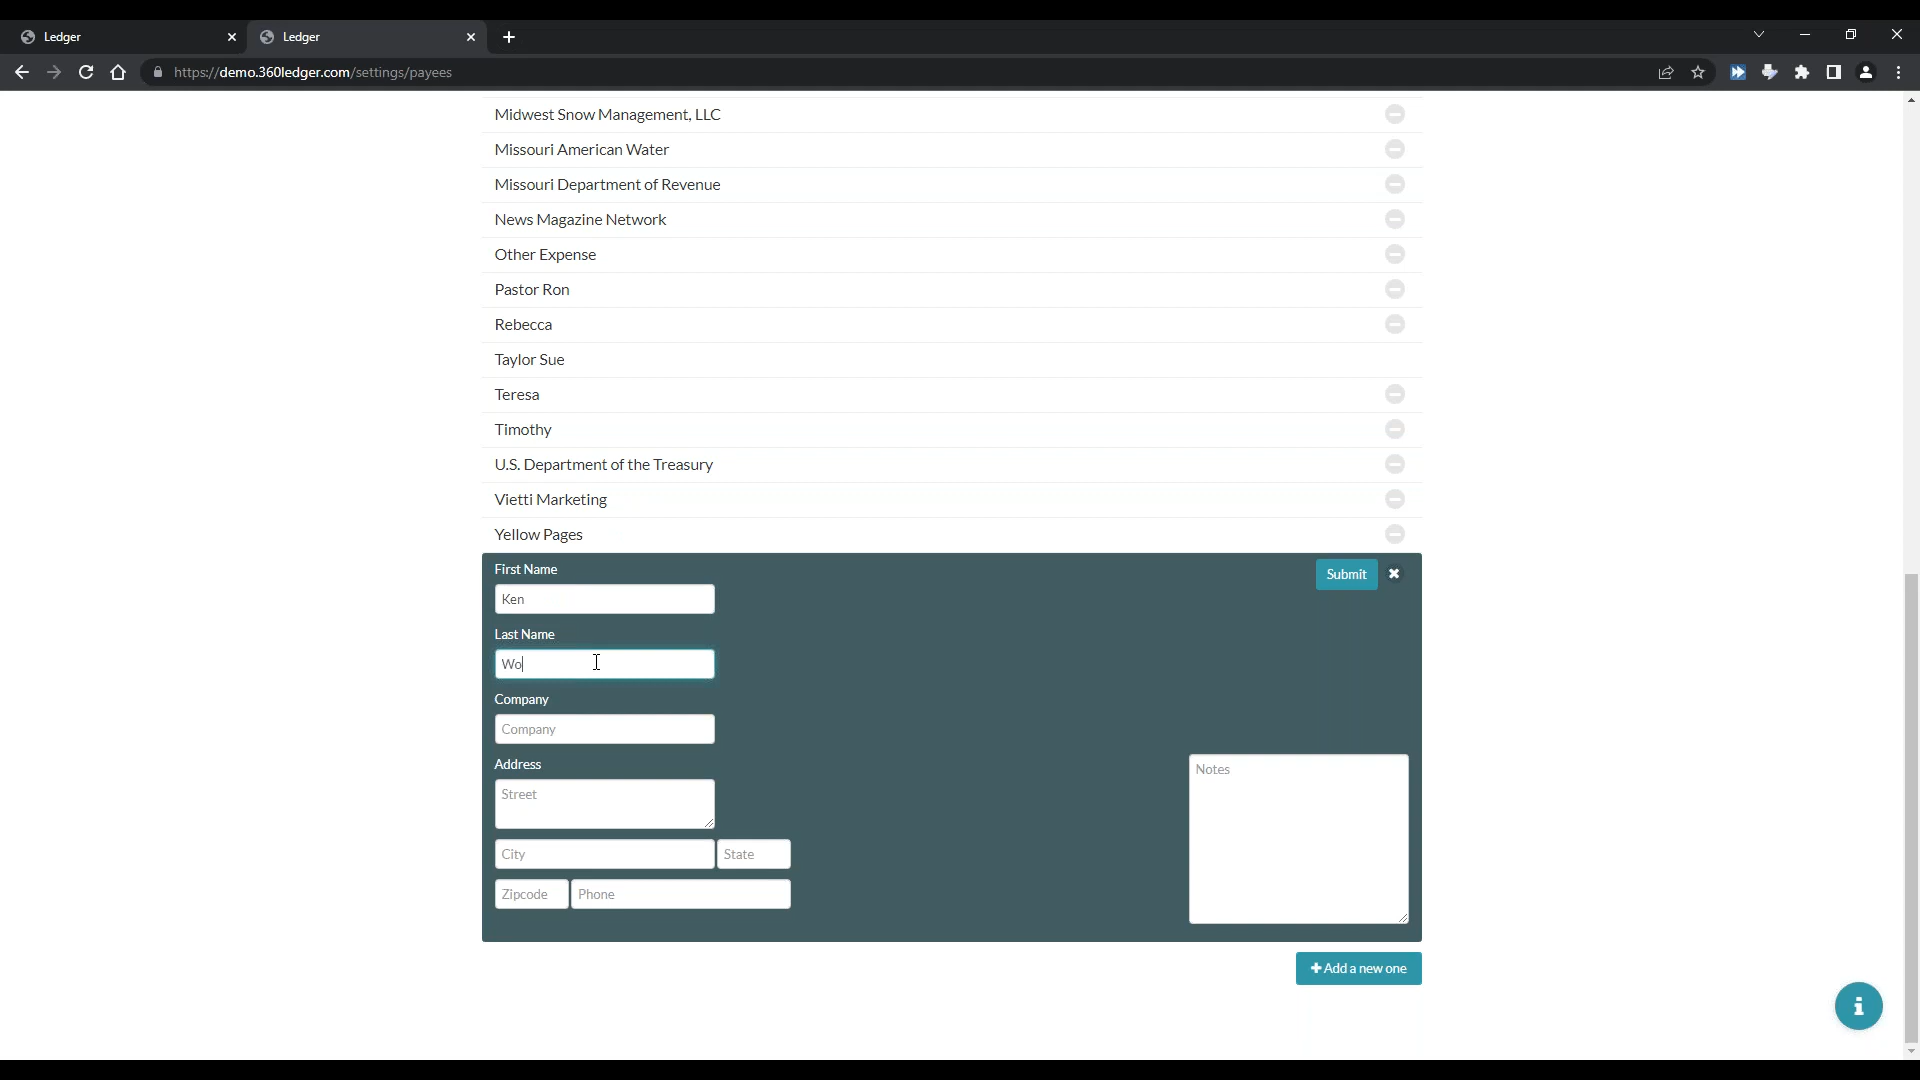 Ledger
Ledger
https://demo.360ledger.com/settings/payees
Midwest Snow Management, LLC
Missouri American Water
Missouri Department of Revenue
News Magazine Network
Other Expense
Pastor Ron
Rebecca
Taylor Sue
Teresa
Timothy
U.S. Department of the Treasury
Vietti Marketing
Yellow Pages
First Name
Submit
Ken
Last Name
Wo
Company
Company
Address
Street
Notes
City State
Zipcode Phone
+ Add a new one